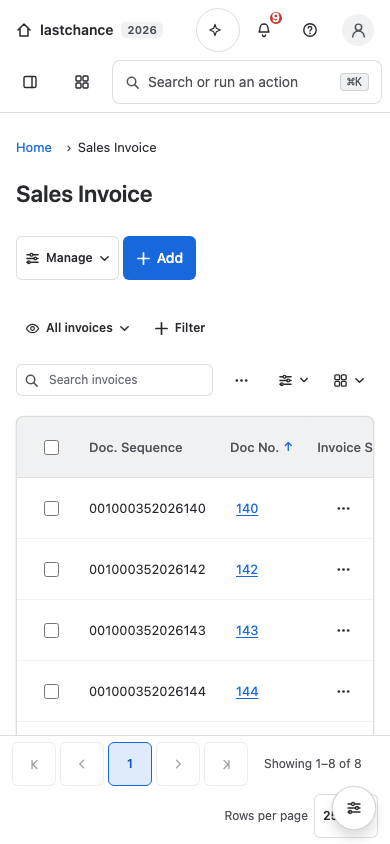 lastchance 2026 9
Search or run an action ⌘K
Home › Sales Invoice
Sales Invoice
Manage Add
All invoices Filter
Search invoices
Doc. Sequence Doc No. ↑ Invoice S
001000352026140 140 ...
001000352026142 142 ...
001000352026143 143 ...
001000352026144 144 ...
1 Showing 1–8 of 8
Rows per page 25